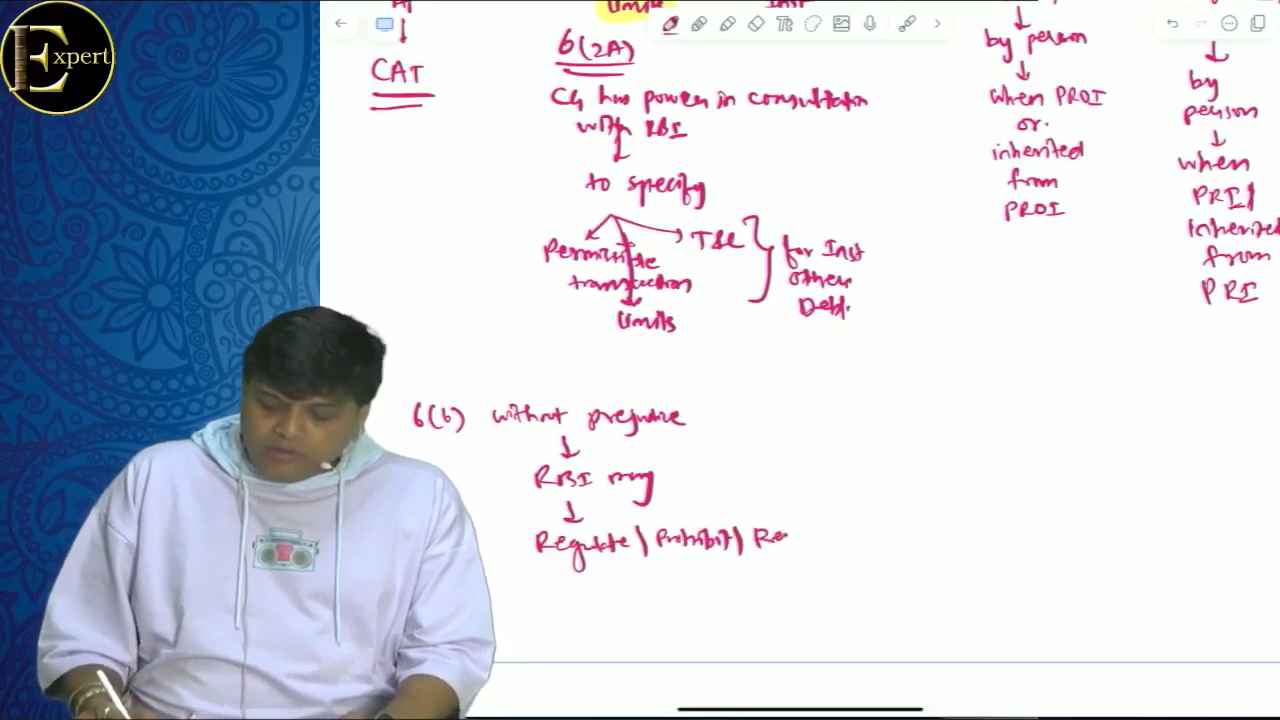 Expert
CAT
6(2A)
CG has power in consultation
with RBI
to specify
Permissible
transaction
Limits
T&C
for Inst
other
Debt.
by person
when PROI
or
inherited
from
PROI
by
person
when
PRI/
inherited
from
PRI
6(6) without prejudice
RBI may
Regulate/Prohibit/Re